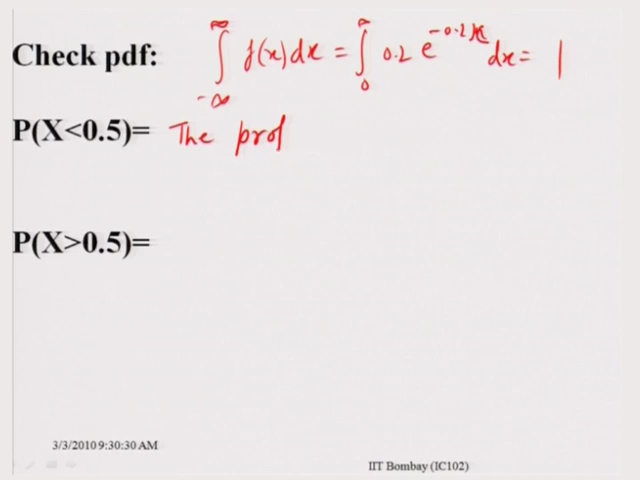 Check pdf: ∫_{-∞}^{∞} f(x)dx = ∫_{0}^{∞} 0.2 e^{-0.2x} dx = 1
P(X<0.5)= The prof
P(X>0.5)=
3/3/2010 9:30:30 AM
IIT Bombay (IC102)